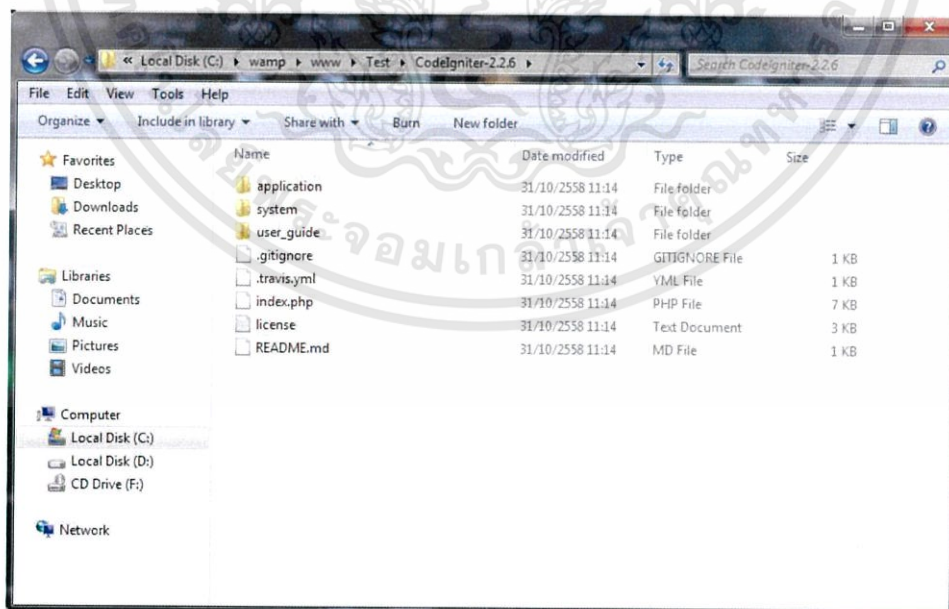 « Local Disk (C:) ▸ wamp ▸ www ▸ Test ▸ CodeIgniter-2.2.6 ▸ Search CodeIgniter-2.2.6
File Edit View Tools Help
Organize Include in library Share with Burn New folder
Name Date modified Type Size
Favorites
Desktop
Downloads
Recent Places
Libraries
Documents
Music
Pictures
Videos
Computer
Local Disk (C:)
Local Disk (D:)
CD Drive (F:)
Network
application 31/10/2558 11:14 File folder
system 31/10/2558 11:14 File folder
user_guide 31/10/2558 11:14 File folder
.gitignore 31/10/2558 11:14 GITIGNORE File 1 KB
.travis.yml 31/10/2558 11:14 YML File 1 KB
index.php 31/10/2558 11:14 PHP File 7 KB
license 31/10/2558 11:14 Text Document 3 KB
README.md 31/10/2558 11:14 MD File 1 KB